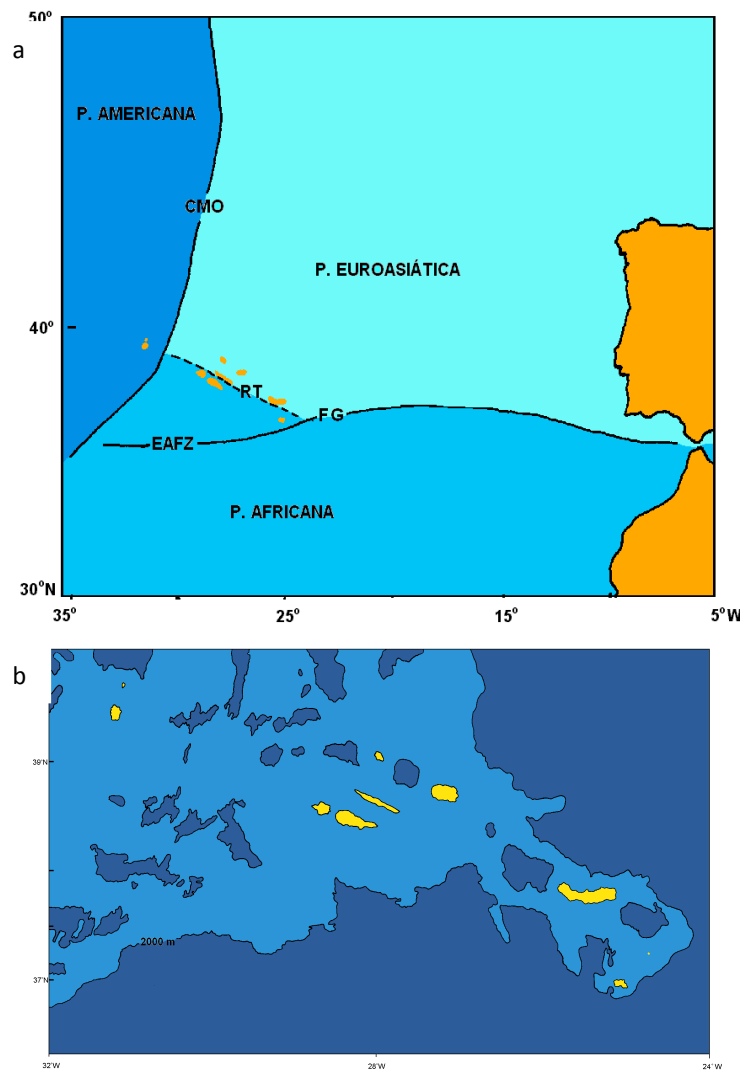 50º
a
P. AMERICANA
CMO
P. EUROASIÁTICA
40º
RT
FG
EAFZ
P. AFRICANA
30ºN
35º
25º
15º
5ºW
b
39'N
2000 m
37'N
32'W
28'W
24'W